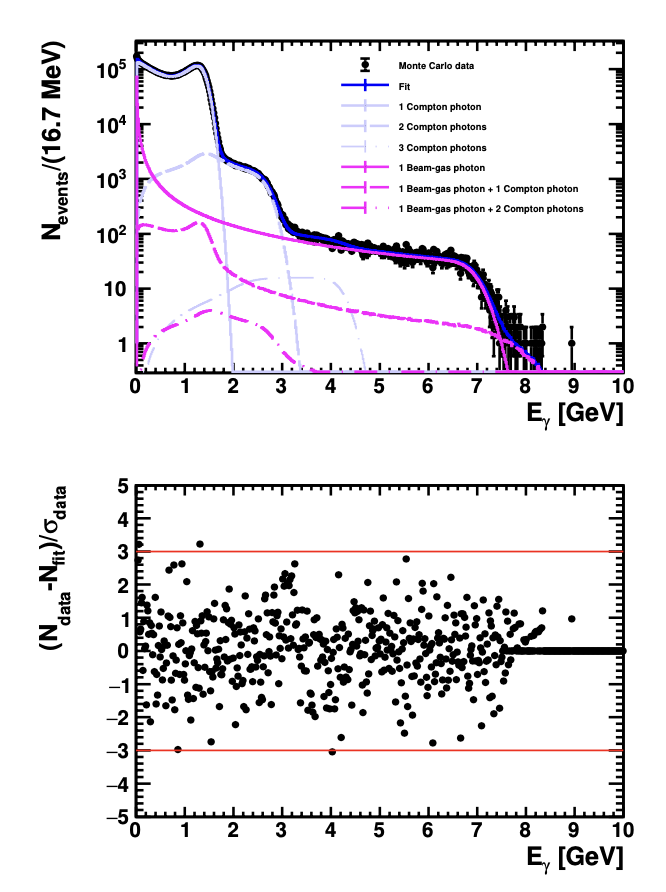 N_events/(16.7 MeV)
10^5
10^4
10^3
10^2
10
1
Monte Carlo data
Fit
1 Compton photon
2 Compton photons
3 Compton photons
1 Beam-gas photon
1 Beam-gas photon + 1 Compton photon
1 Beam-gas photon + 2 Compton photons
0 1 2 3 4 5 6 7 8 9 10
E_γ [GeV]
(N_data-N_fit)/σ_data
5
4
3
2
1
0
−1
−2
−3
−4
−5
0 1 2 3 4 5 6 7 8 9 10
E_γ [GeV]